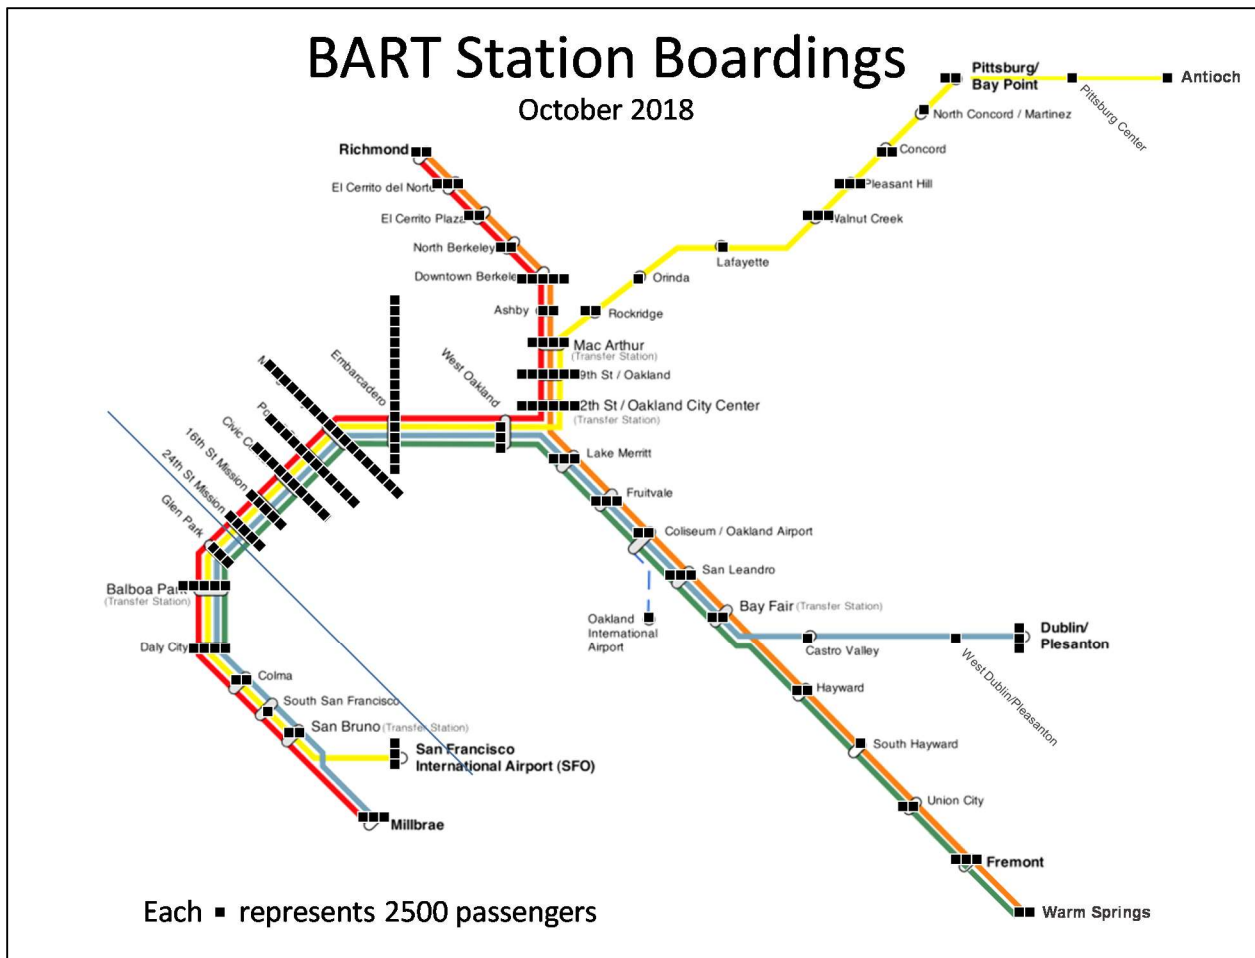 BART Station Boardings
October 2018
Pittsburg/
Bay Point
Antioch
Pittsburg Center
North Concord / Martinez
Richmond
Concord
El Cerrito del Norte
Pleasant Hill
El Cerrito Plaza
Walnut Creek
North Berkeley
Lafayette
Downtown Berkele
Orinda
Ashby
Rockridge
Mac Arthur
(Transfer Station)
9th St / Oakland
2th St / Oakland City Center
(Transfer Station)
West Oakland
Embarcadero
Civic Ce
16th St Mission
24th St Mission
Glen Park
Lake Merritt
Fruitvale
Coliseum / Oakland Airport
San Leandro
Balboa Park
(Transfer Station)
Bay Fair (Transfer Station)
Oakland
International
Airport
Daly City
Castro Valley
West Dublin/Pleasanton
Dublin/
Plesanton
Colma
South San Francisco
San Bruno (Transfer Station)
Hayward
San Francisco
International Airport (SFO)
South Hayward
Union City
Millbrae
Fremont
Warm Springs
Each ▪ represents 2500 passengers